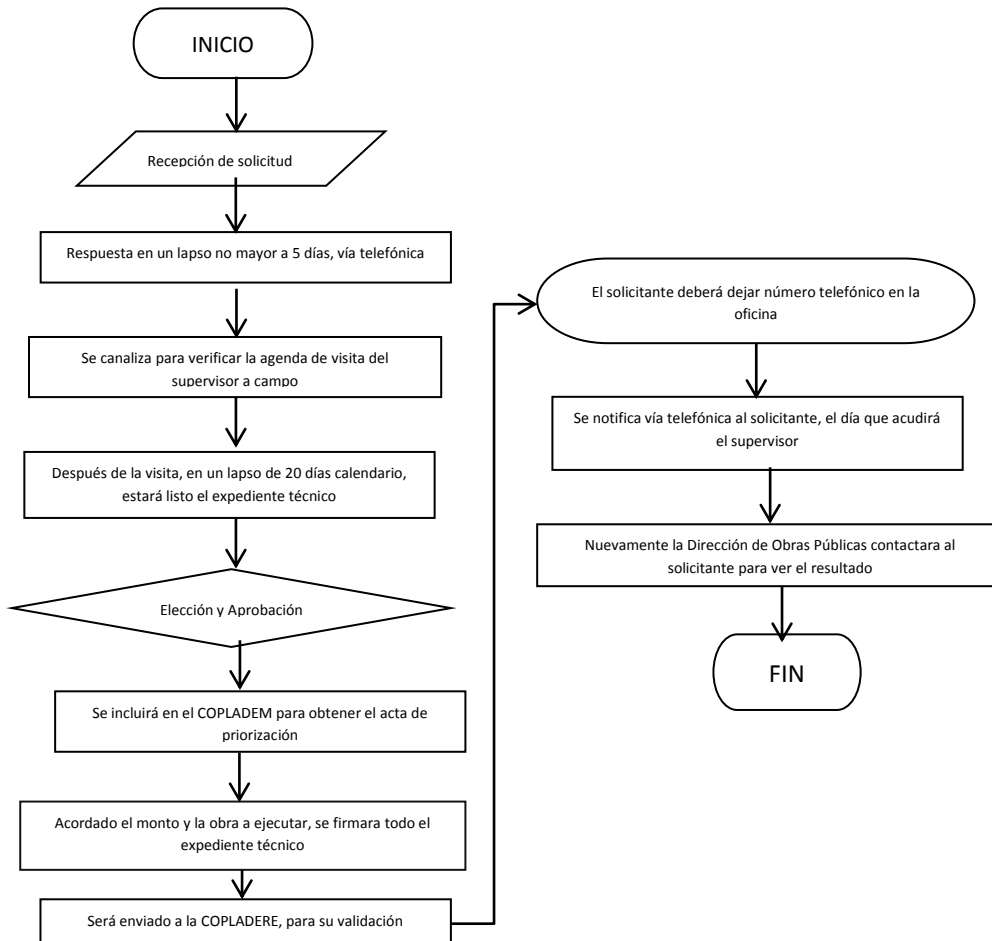 INICIO
Recepción de solicitud
Respuesta en un lapso no mayor a 5 días, vía telefónica
Se canaliza para verificar la agenda de visita del
supervisor a campo
Después de la visita, en un lapso de 20 días calendario,
estará listo el expediente técnico
Elección y Aprobación
Se incluirá en el COPLADEM para obtener el acta de
priorización
Acordado el monto y la obra a ejecutar, se firmara todo el
expediente técnico
Será enviado a la COPLADERE, para su validación
El solicitante deberá dejar número telefónico en la
oficina
Se notifica vía telefónica al solicitante, el día que acudirá
el supervisor
Nuevamente la Dirección de Obras Públicas contactara al
solicitante para ver el resultado
FIN